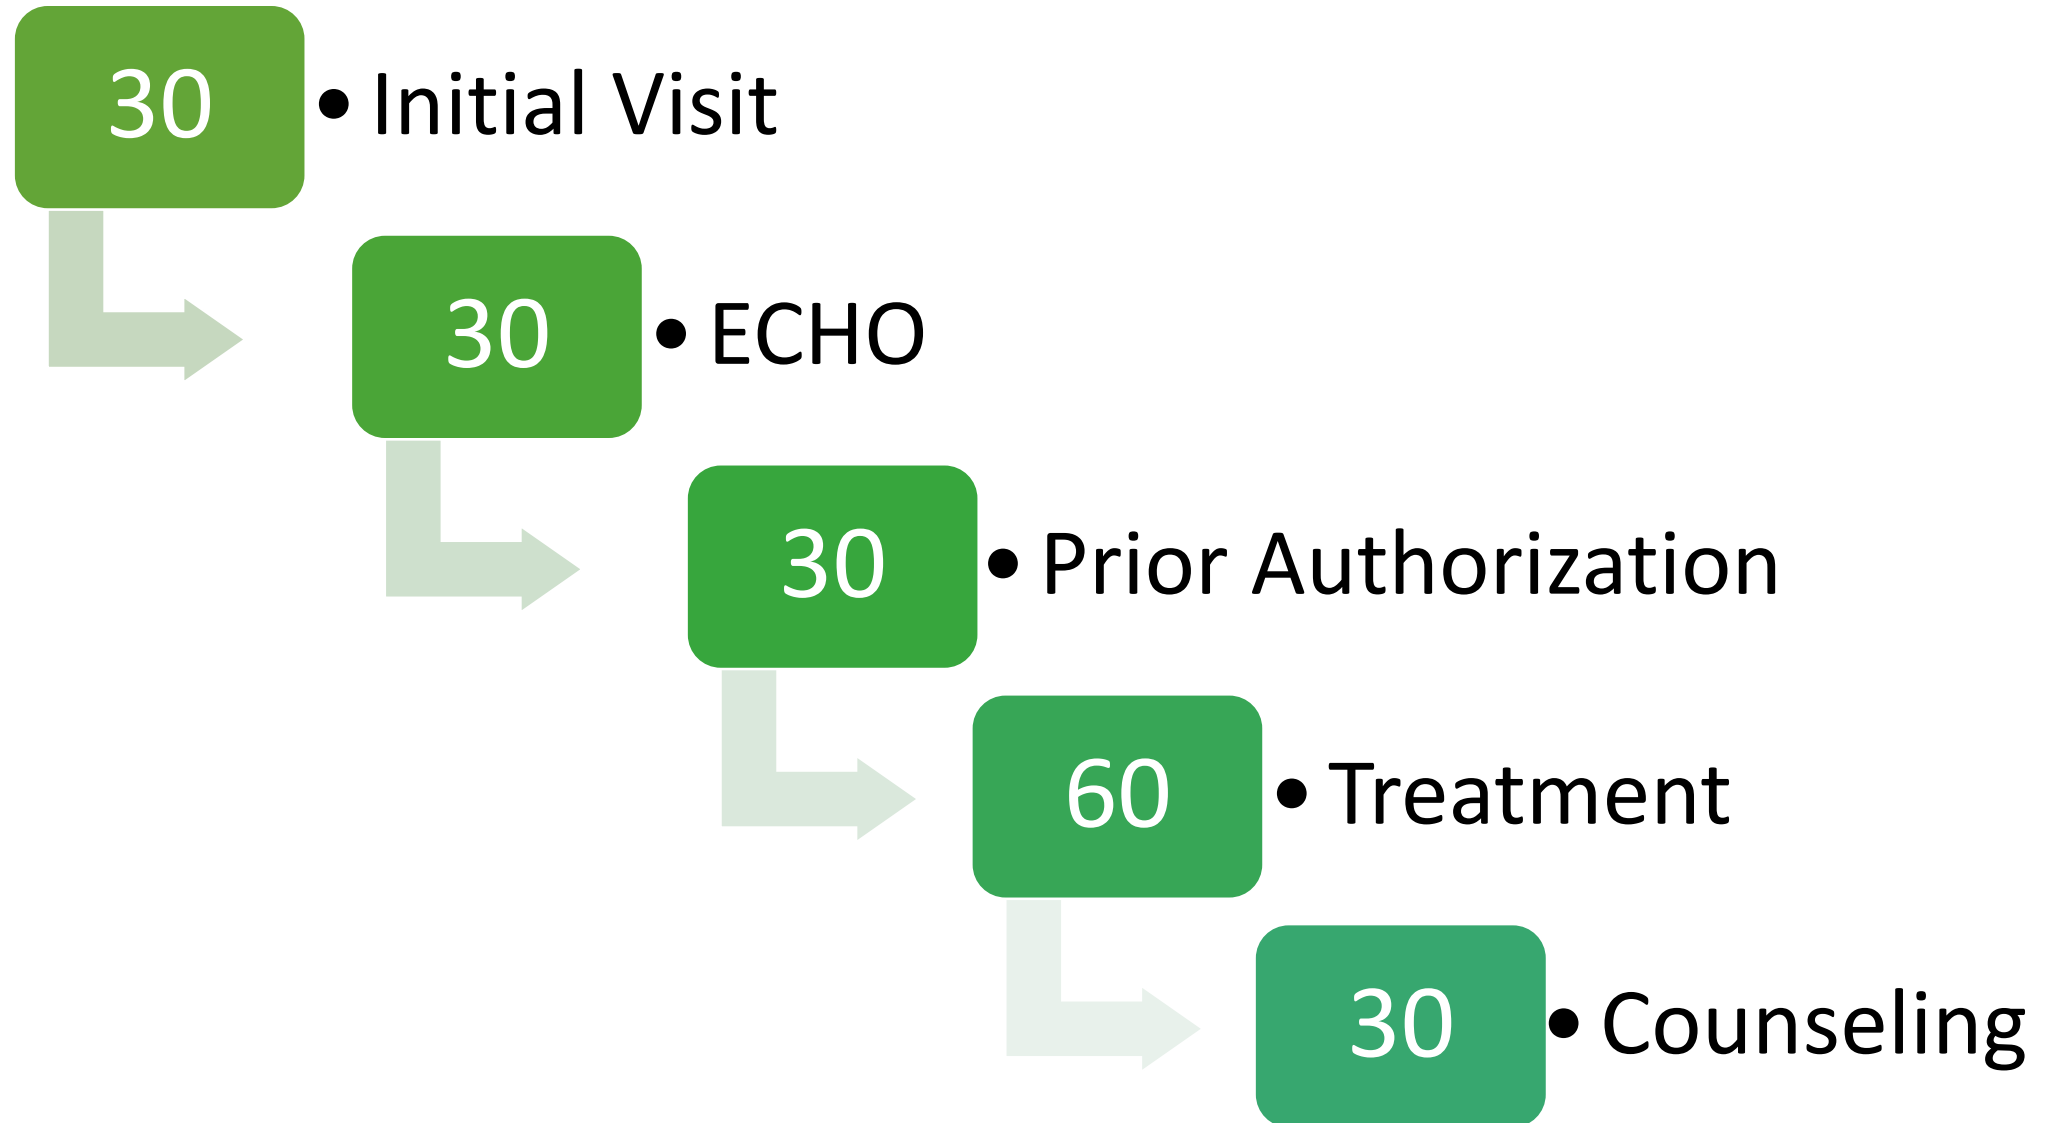 30 • Initial Visit
30 • ECHO
30 • Prior Authorization
60 • Treatment
30 • Counseling